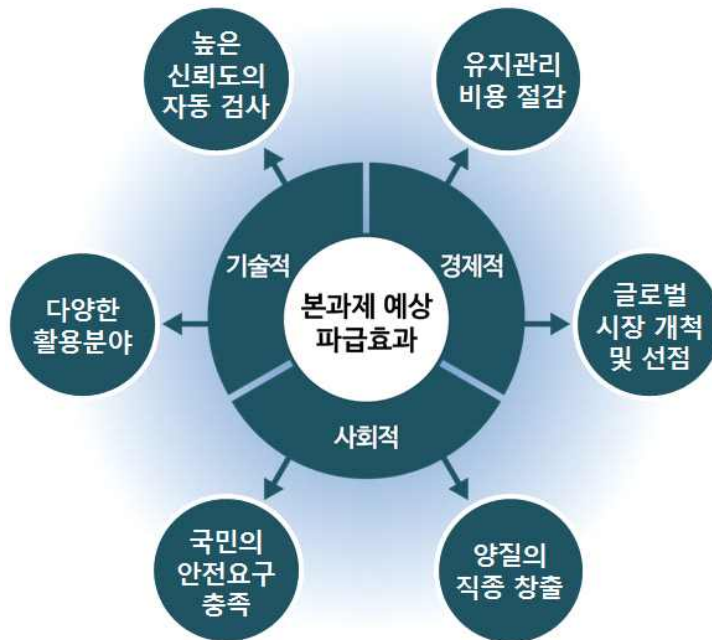 높은
신뢰도의
자동 검사
유지관리
비용 절감
기술적
경제적
다양한
활용분야
본과제 예상
파급효과
글로벌
시장 개척
및 선점
사회적
국민의
안전요구
충족
양질의
직종 창출